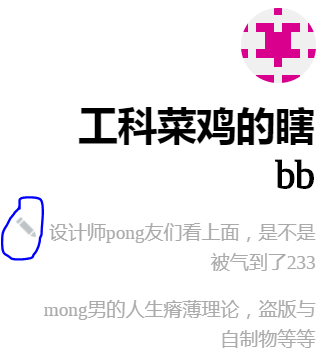 工科菜鸡的瞎
bb
设计师pong友们看上面，是不是
被气到了233
mong男的人生瘠薄理论，盗版与
自制物等等